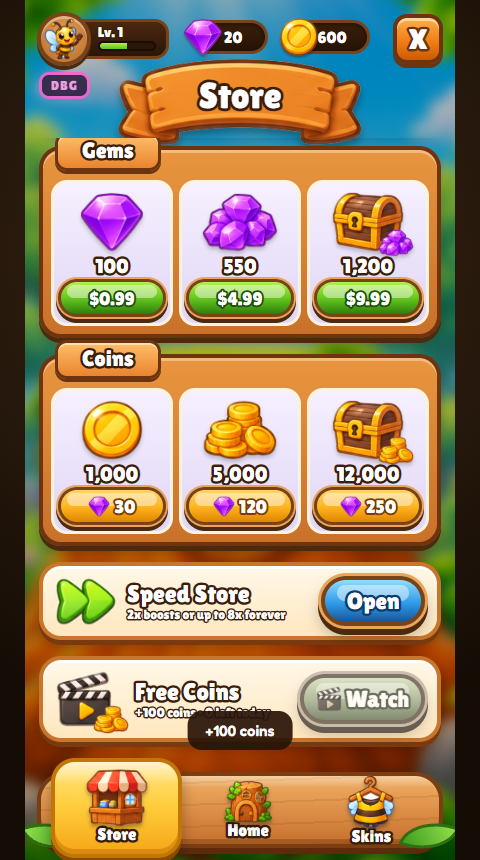 Lv. 1
20
600
X
DBG
Store
Gems
100
550
1,200
$0.99
$4.99
$9.99
Coins
1,000
5,000
12,000
30
120
250
Speed Store
2x boosts or up to 8x forever
Open
Free Coins
+100 coins
Watch
+100 coins
Store
Home
Skins